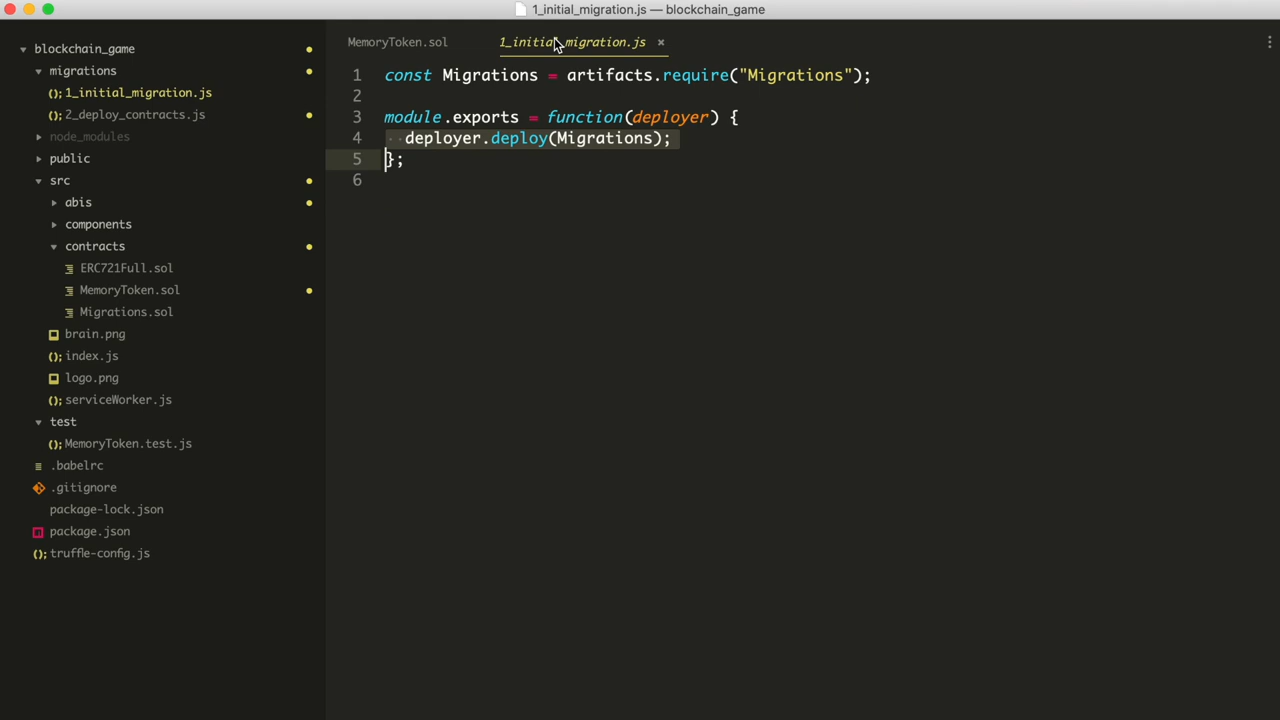 1_initial_migration.js — blockchain_game
blockchain_game
migrations
1_initial_migration.js
2_deploy_contracts.js
node_modules
public
src
abis
components
contracts
ERC721Full.sol
MemoryToken.sol
Migrations.sol
brain.png
index.js
logo.png
serviceWorker.js
test
MemoryToken.test.js
.babelrc
.gitignore
package-lock.json
package.json
truffle-config.js
MemoryToken.sol
1_initial_migration.js ×
1 const Migrations = artifacts.require("Migrations");
2
3 module.exports = function(deployer) {
4 deployer.deploy(Migrations);
5 };
6